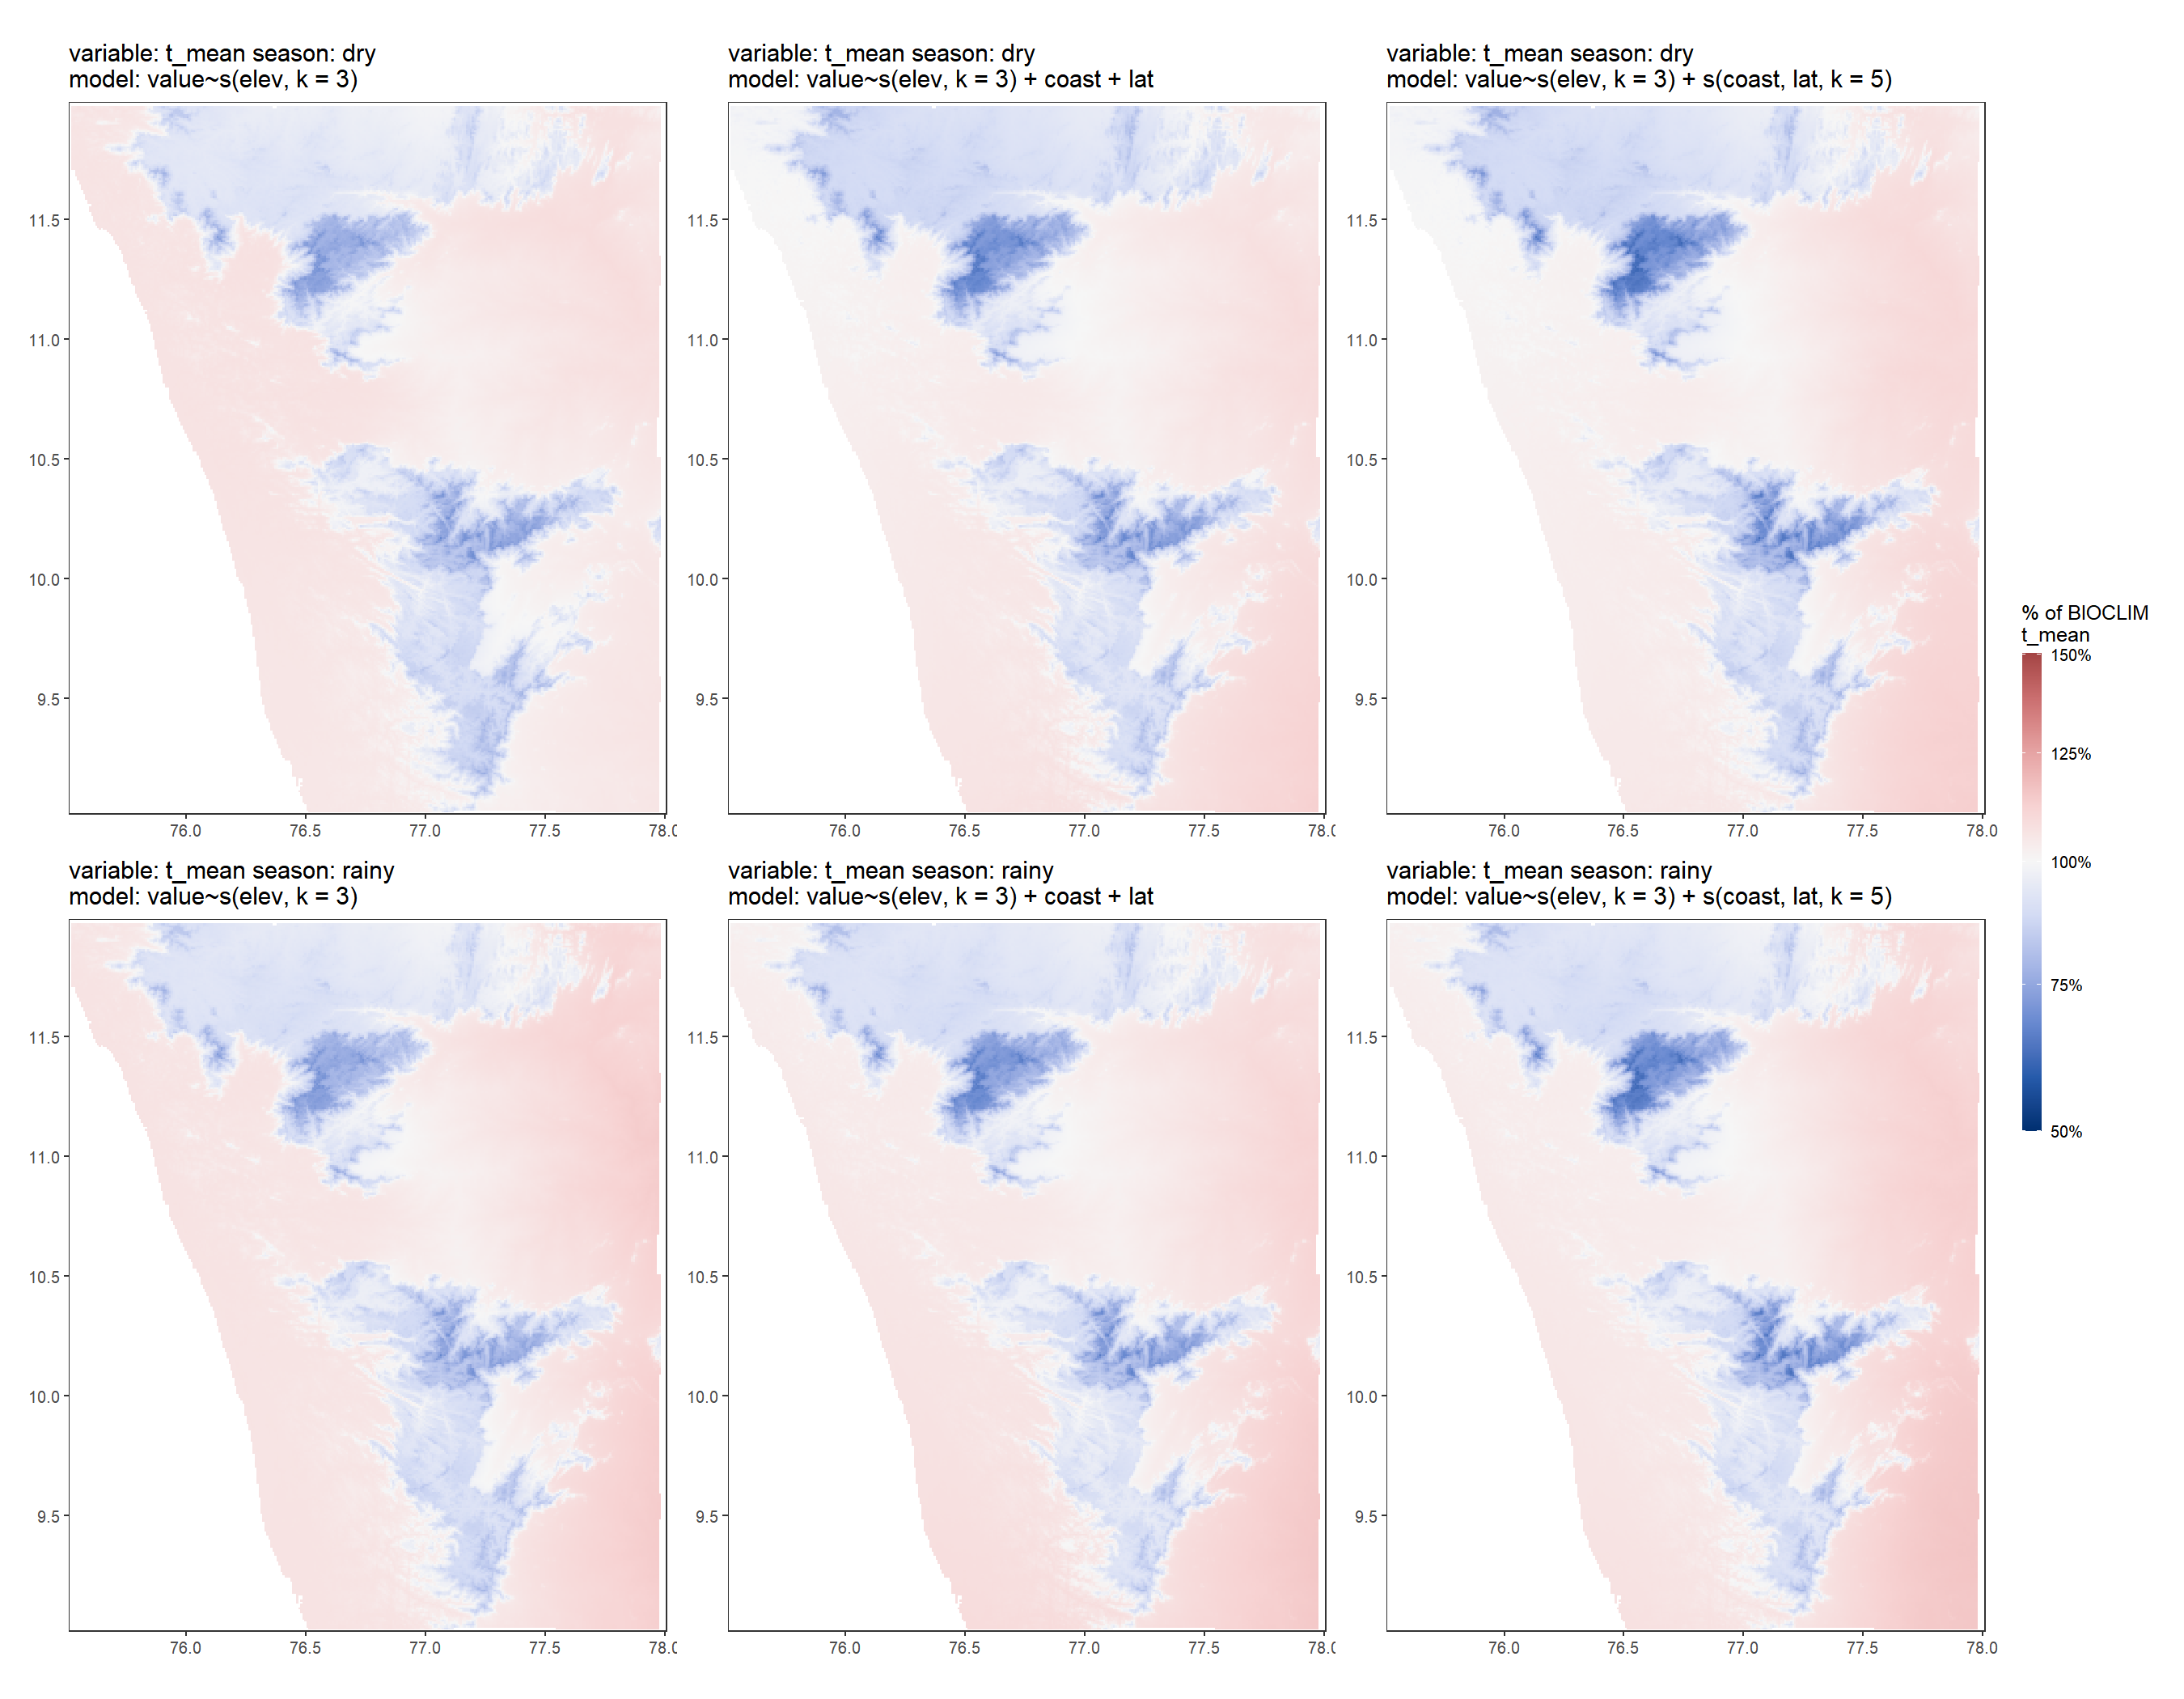 variable: t_mean season: dry
model: value~s(elev, k = 3)
variable: t_mean season: dry
model: value~s(elev, k = 3) + coast + lat
variable: t_mean season: dry
model: value~s(elev, k = 3) + s(coast, lat, k = 5)
11.5
11.0
10.5
10.0
9.5
76.0 76.5 77.0 77.5 78.0
11.5
11.0
10.5
10.0
9.5
76.0 76.5 77.0 77.5 78.0
11.5
11.0
10.5
10.0
9.5
76.0 76.5 77.0 77.5 78.0
variable: t_mean season: rainy
model: value~s(elev, k = 3)
variable: t_mean season: rainy
model: value~s(elev, k = 3) + coast + lat
variable: t_mean season: rainy
model: value~s(elev, k = 3) + s(coast, lat, k = 5)
11.5
11.0
10.5
10.0
9.5
76.0 76.5 77.0 77.5 78.0
11.5
11.0
10.5
10.0
9.5
76.0 76.5 77.0 77.5 78.0
11.5
11.0
10.5
10.0
9.5
76.0 76.5 77.0 77.5 78.0
% of BIOCLIM
t_mean
150%
125%
100%
75%
50%